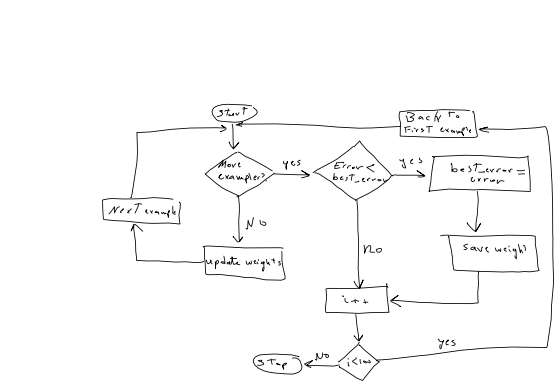 Start
Back to
First example
More
examples?
yes
Error <
best_error
yes
best_error =
error
Next example
No
update weights
no
save weight
i++
yes
No
Stop
i<100